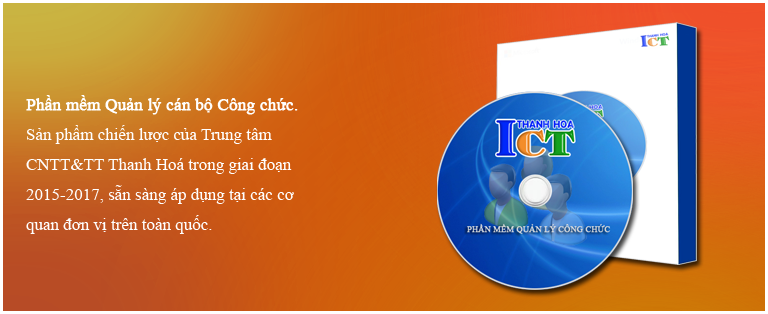 Phần mềm Quản lý cán bộ Công chức.
Sản phẩm chiến lược của Trung tâm
CNTT&TT Thanh Hoá trong giai đoạn
2015-2017, sẵn sàng áp dụng tại các cơ
quan đơn vị trên toàn quốc.
THANH HOA
ICT
THANH HOA
ICT
PHẦN MỀM QUẢN LÝ CÔNG CHỨC